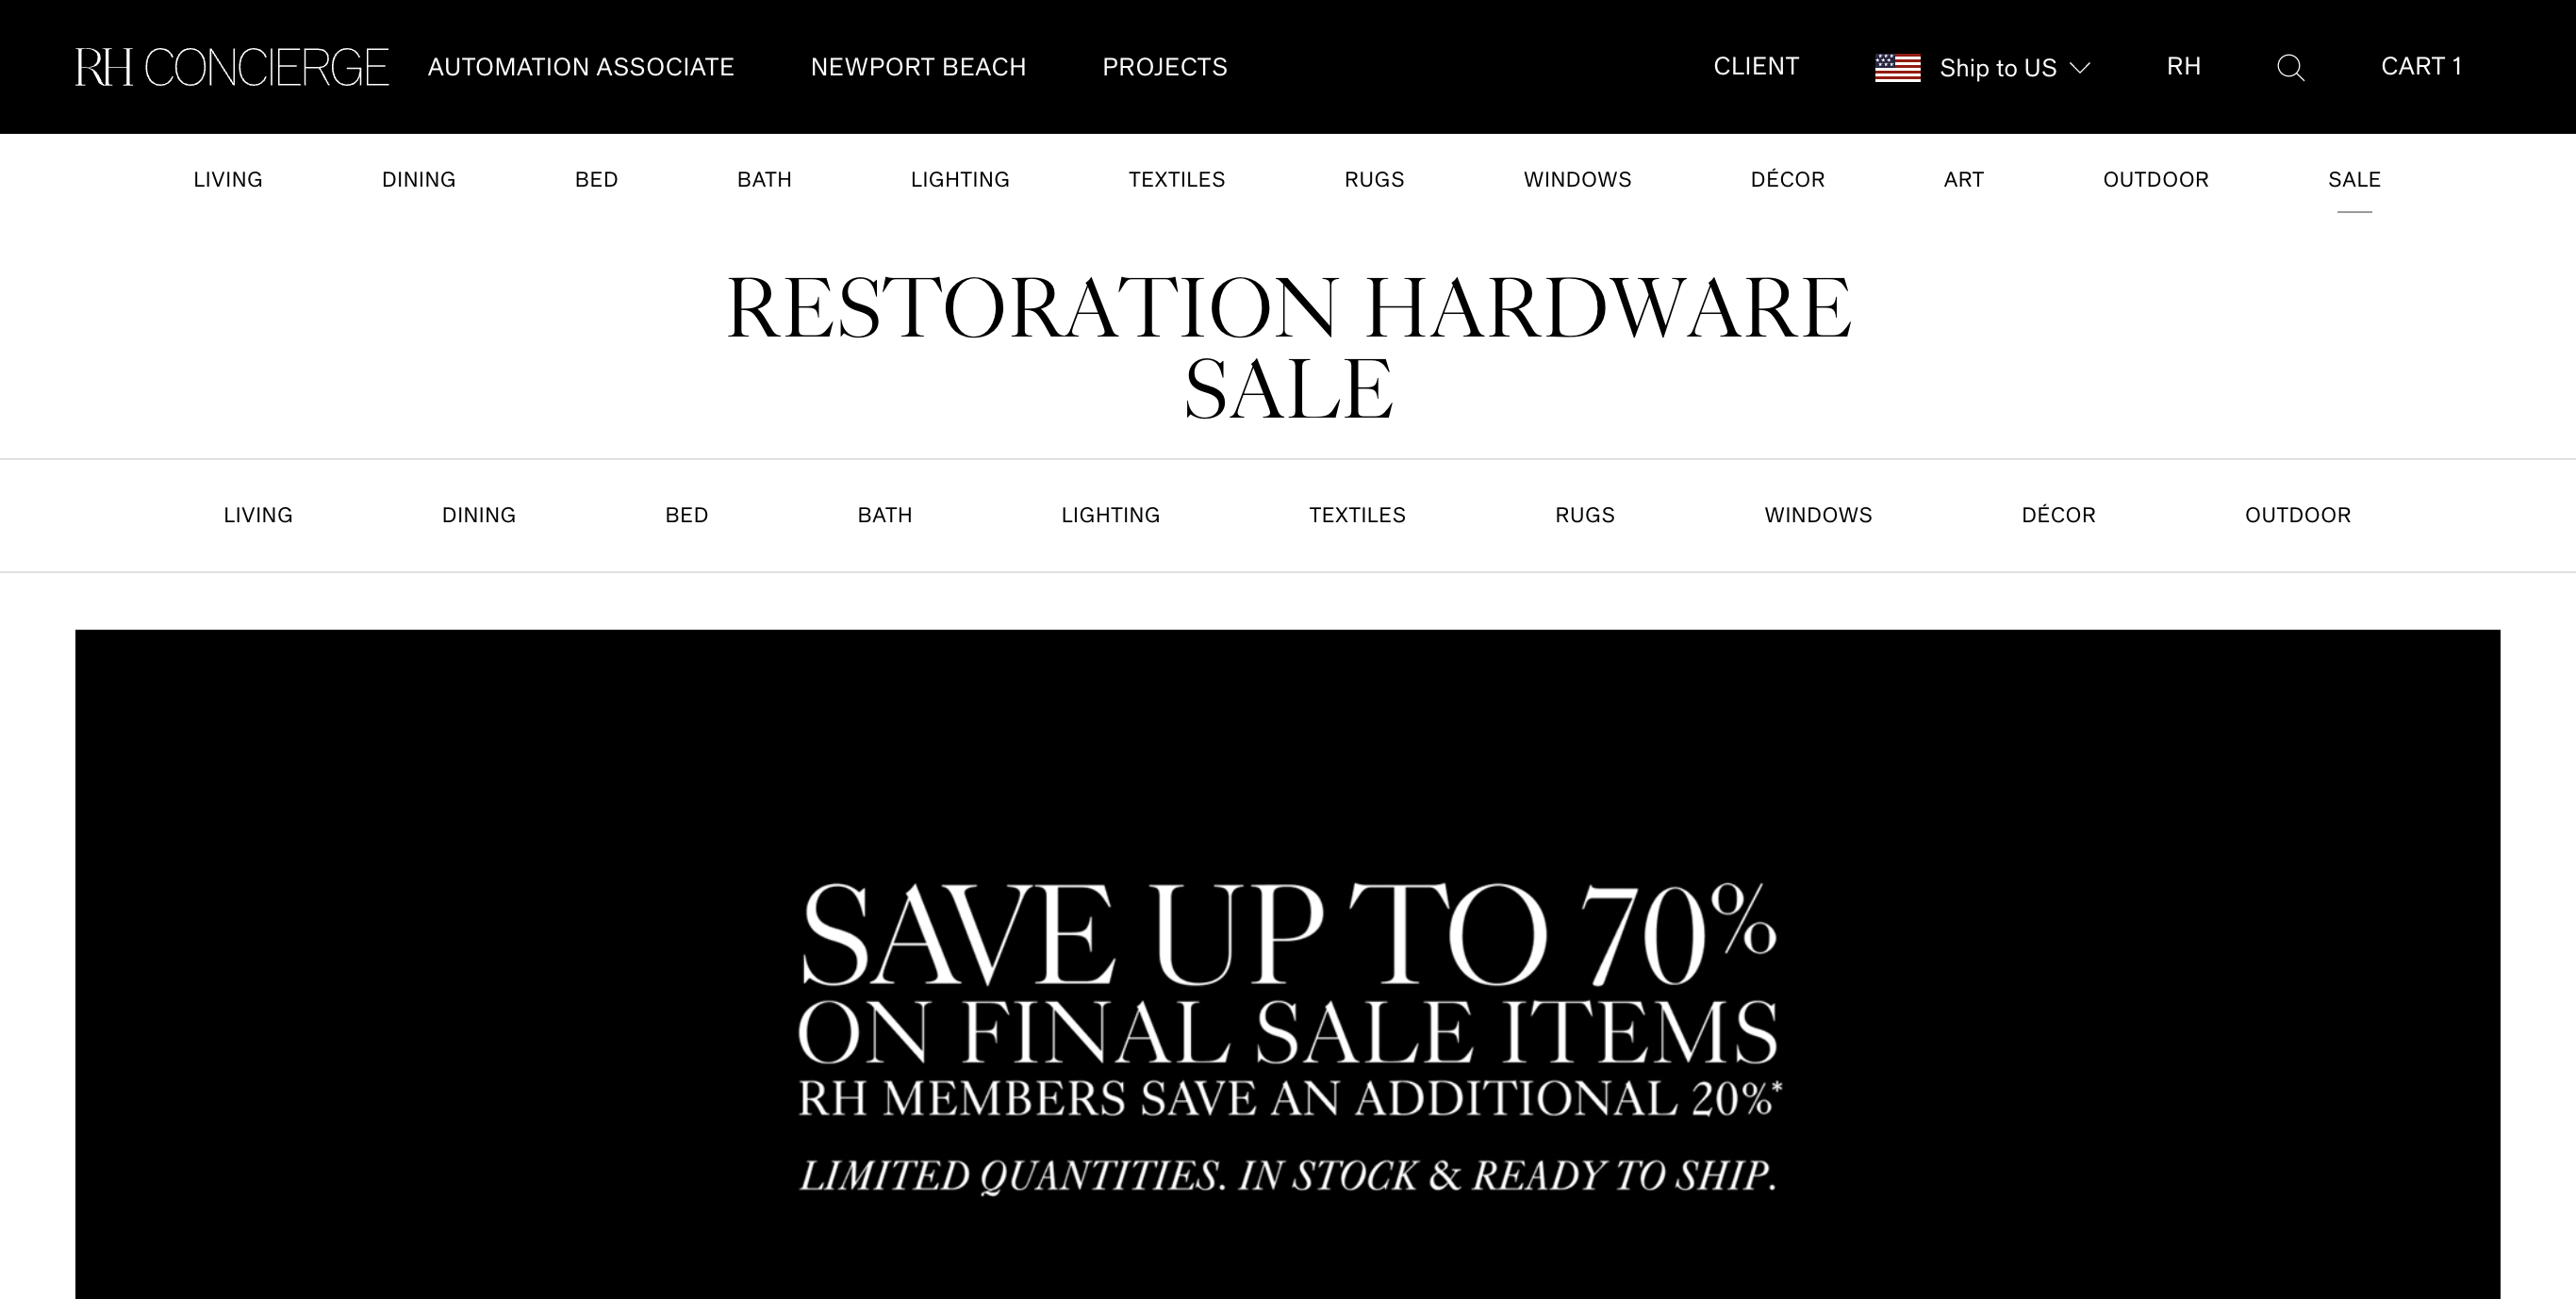 RH CONCIERGE AUTOMATION ASSOCIATE NEWPORT BEACH PROJECTS CLIENT Ship to US RH CART 1
LIVING DINING BED BATH LIGHTING TEXTILES RUGS WINDOWS DÉCOR ART OUTDOOR SALE
RESTORATION HARDWARE
SALE
LIVING DINING BED BATH LIGHTING TEXTILES RUGS WINDOWS DÉCOR OUTDOOR
SAVE UP TO 70%
ON FINAL SALE ITEMS
RH MEMBERS SAVE AN ADDITIONAL 20%*
LIMITED QUANTITIES. IN STOCK & READY TO SHIP.